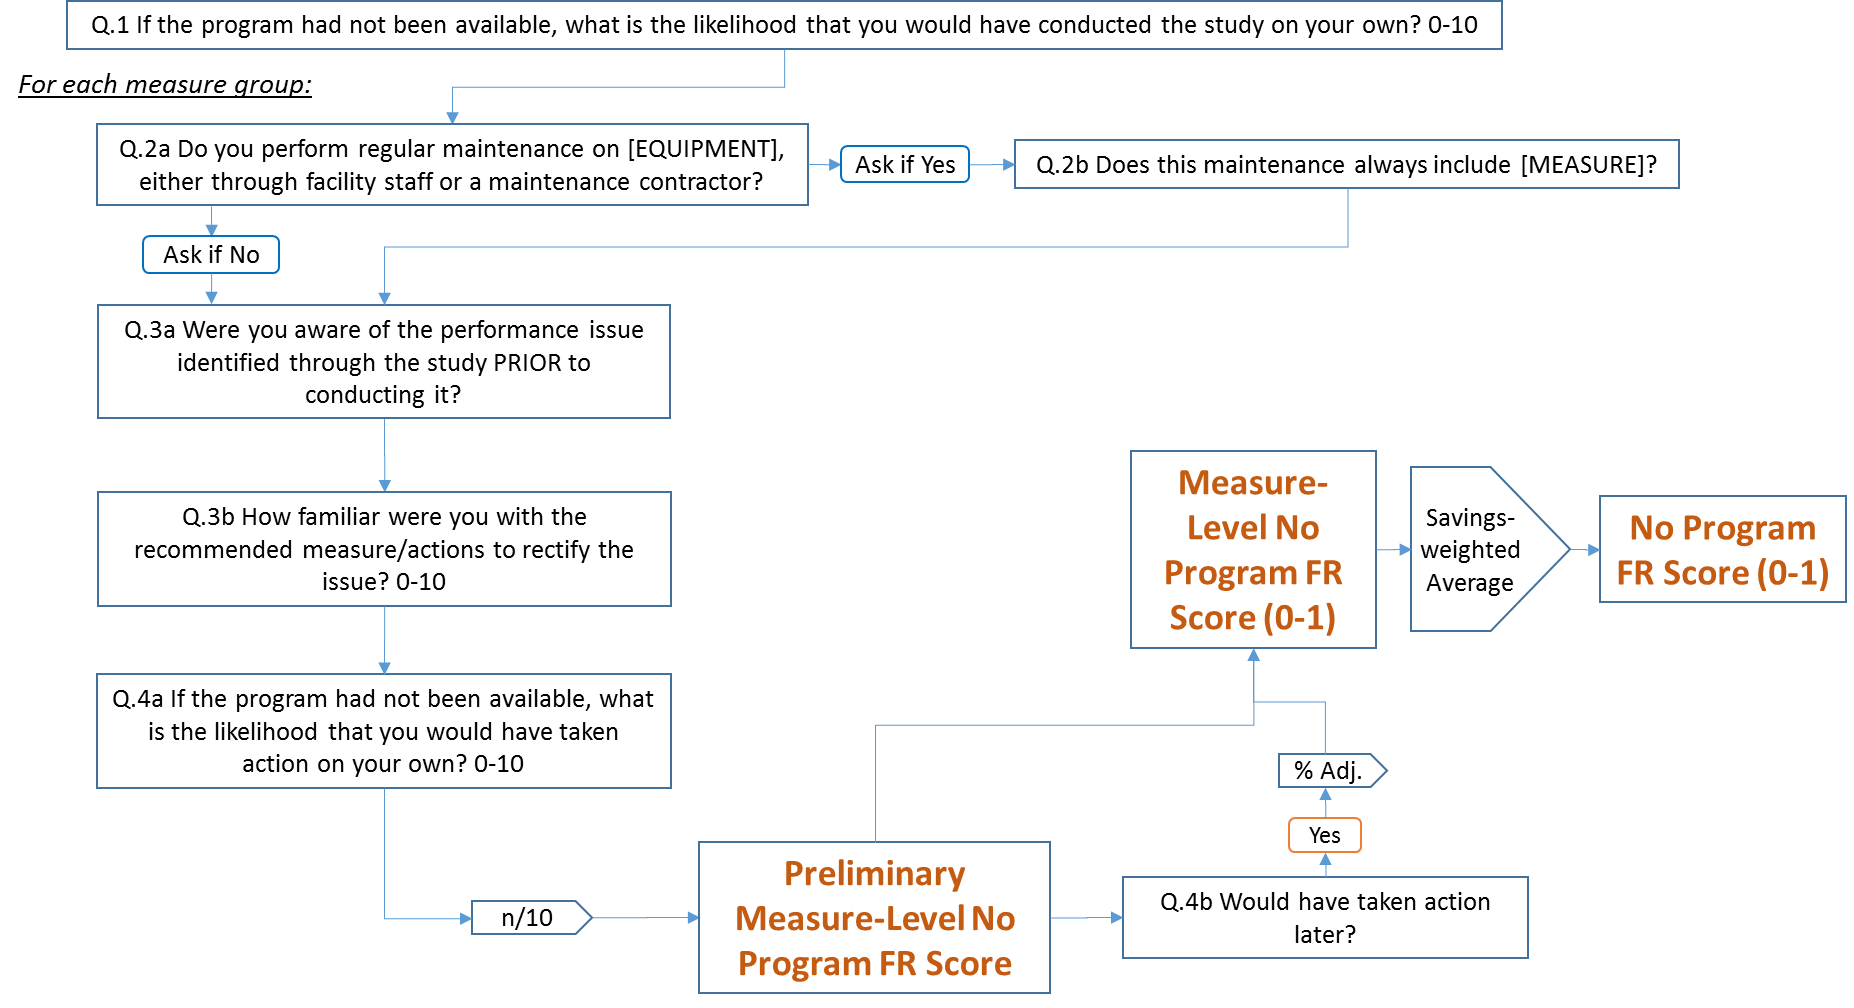 Q.1 If the program had not been available, what is the likelihood that you would have conducted the study on your own? 0-10
For each measure group:
Q.2a Do you perform regular maintenance on [EQUIPMENT],
either through facility staff or a maintenance contractor?
Ask if Yes
Q.2b Does this maintenance always include [MEASURE]?
Ask if No
Q.3a Were you aware of the performance issue
identified through the study PRIOR to
conducting it?
Q.3b How familiar were you with the
recommended measure/actions to rectify the
issue? 0-10
Q.4a If the program had not been available, what
is the likelihood that you would have taken
action on your own? 0-10
n/10
Preliminary
Measure-Level No
Program FR Score
Q.4b Would have taken action
later?
Yes
% Adj.
Measure-
Level No
Program FR
Score (0-1)
Savings-
weighted
Average
No Program
FR Score (0-1)